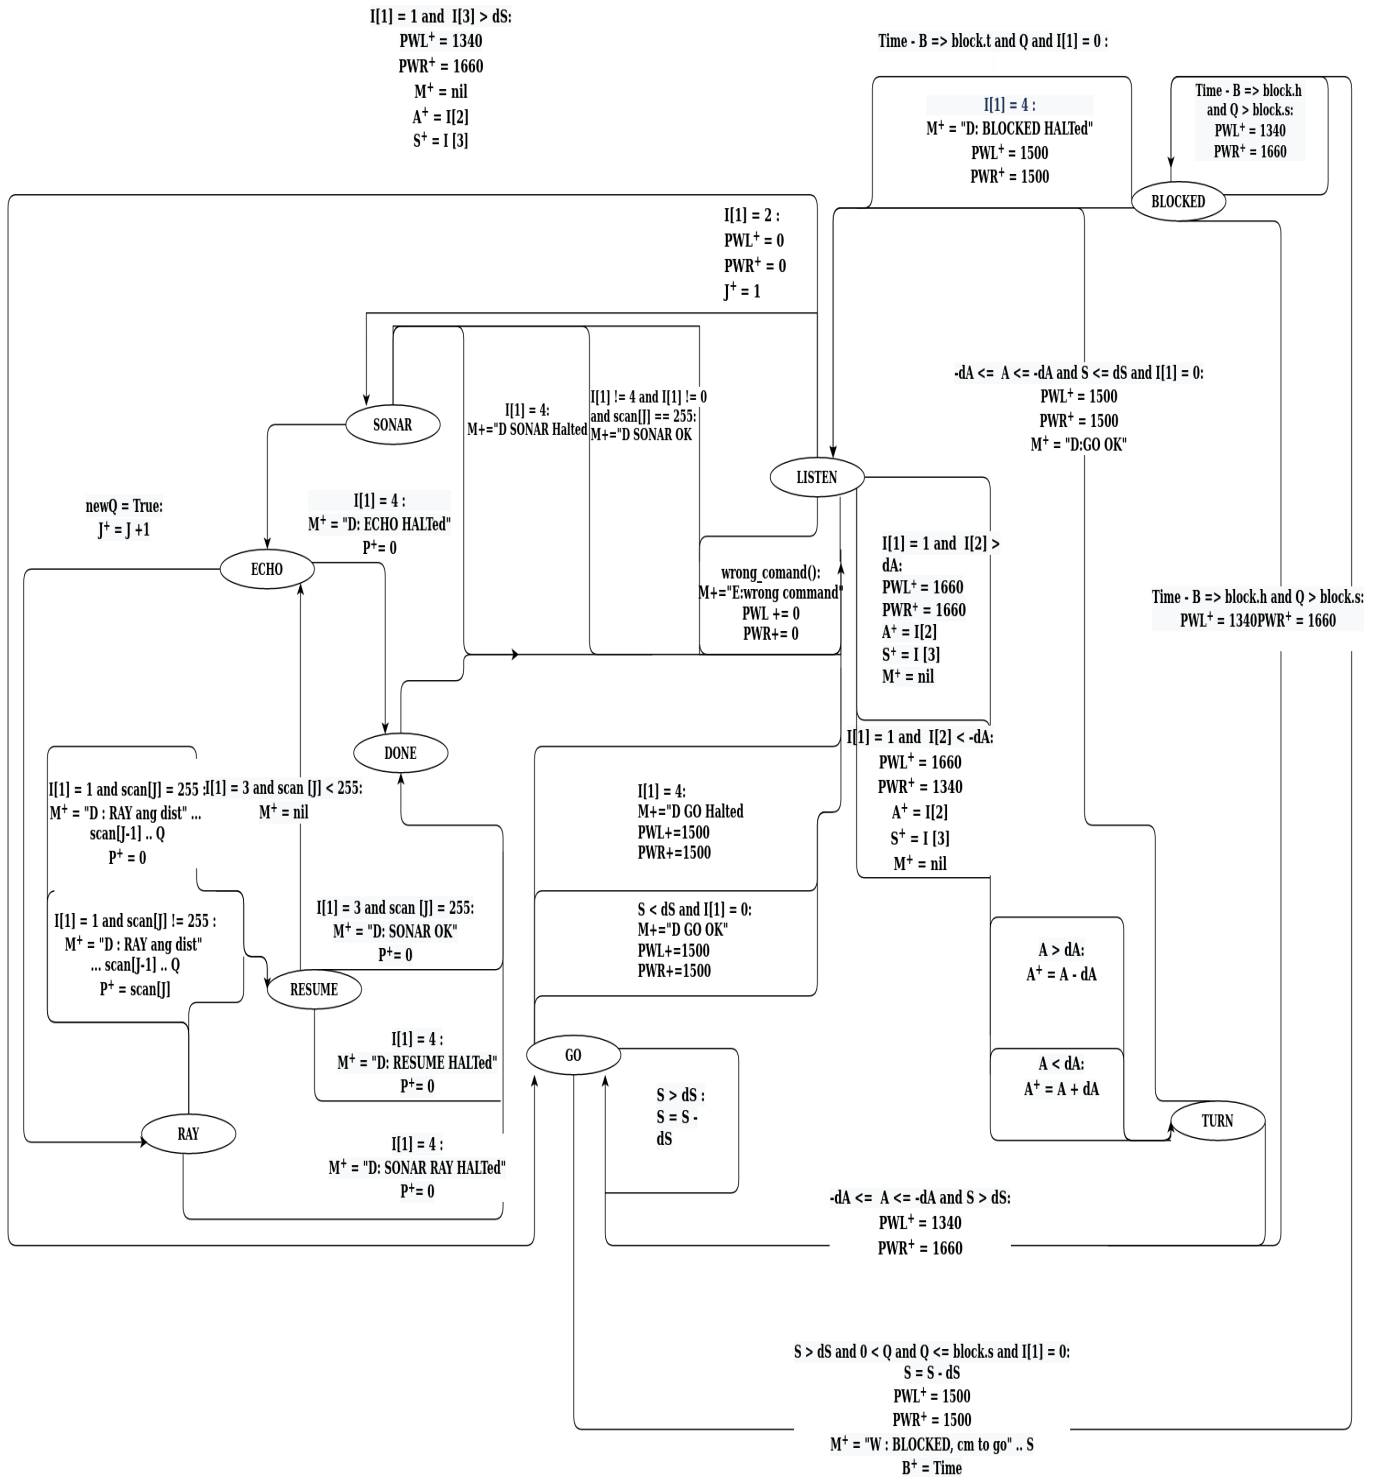 I[1] = 1 and  I[3] > dS:
PWL+ = 1340
PWR+ = 1660
M+ = nil
A+ = I[2]
S+ = I [3]
Time - B => block.t and Q and I[1] = 0 :
I[1] = 4 :
M+ = "D: BLOCKED HALTed"
PWL+ = 1500
PWR+ = 1500
Time - B => block.h
and Q > block.s:
PWL+ = 1340
PWR+ = 1660
BLOCKED
I[1] = 2 :
PWL+ = 0
PWR+ = 0
J+ = 1
-dA <=  A <= -dA and S <= dS and I[1] = 0:
PWL+ = 1500
PWR+ = 1500
M+ = "D:GO OK"
SONAR
I[1] = 4:
M+="D SONAR Halted
I[1] != 4 and I[1] != 0
and scan[J] == 255:
M+="D SONAR OK
LISTEN
newQ = True:
J+ = J +1
I[1] = 4 :
M+ = "D: ECHO HALTed"
P+= 0
ECHO
wrong_comand():
M+="E:wrong command"
PWL += 0
PWR+= 0
I[1] = 1 and  I[2] >
dA:
PWL+ = 1660
PWR+ = 1660
A+ = I[2]
S+ = I [3]
M+ = nil
Time - B => block.h and Q > block.s:
PWL+ = 1340PWR+ = 1660
DONE
I[1] = 1 and  I[2] < -dA:
PWL+ = 1660
PWR+ = 1340
A+ = I[2]
S+ = I [3]
M+ = nil
I[1] = 1 and scan[J] = 255 :
M+ = "D : RAY ang dist" ...
scan[J-1] .. Q
P+ = 0
I[1] = 3 and scan [J] < 255:
M+ = nil
I[1] = 4:
M+="D GO Halted
PWL+=1500
PWR+=1500
I[1] = 1 and scan[J] != 255 :
M+ = "D : RAY ang dist"
... scan[J-1] .. Q
P+ = scan[J]
I[1] = 3 and scan [J] = 255:
M+ = "D: SONAR OK"
P+= 0
S < dS and I[1] = 0:
M+="D GO OK"
PWL+=1500
PWR+=1500
A > dA:
A+ = A - dA
RESUME
I[1] = 4 :
M+ = "D: RESUME HALTed"
P+= 0
GO
A < dA:
A+ = A + dA
S > dS :
S = S -
dS
TURN
RAY
I[1] = 4 :
M+ = "D: SONAR RAY HALTed"
P+= 0
-dA <=  A <= -dA and S > dS:
PWL+ = 1340
PWR+ = 1660
S > dS and 0 < Q and Q <= block.s and I[1] = 0:
S = S - dS
PWL+ = 1500
PWR+ = 1500
M+ = "W : BLOCKED, cm to go" .. S
B+ = Time